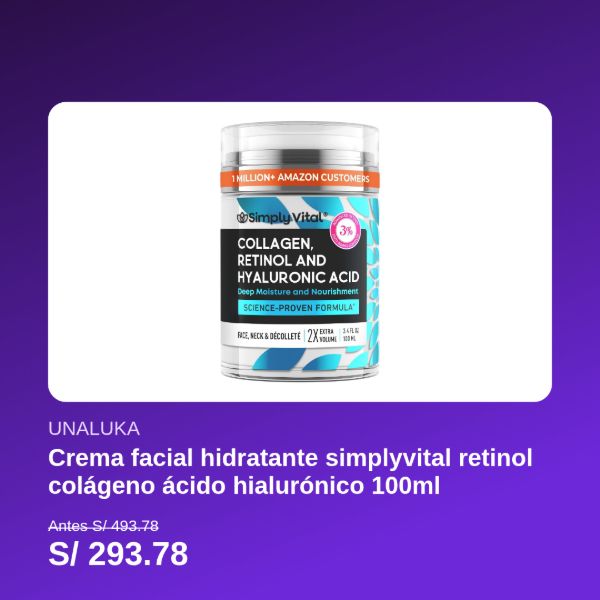 1 MILLION+ AMAZON CUSTOMERS
SimplyVital®
3%
COLLAGEN,
RETINOL AND
HYALURONIC ACID
Deep Moisture and Nourishment
SCIENCE-PROVEN FORMULA*
FACE, NECK & DÉCOLLETÉ
2X EXTRA VOLUME
3.4 FL OZ
100 ML
UNALUKA
Crema facial hidratante simplyvital retinol
colágeno ácido hialurónico 100ml
Antes S/ 493.78
S/ 293.78